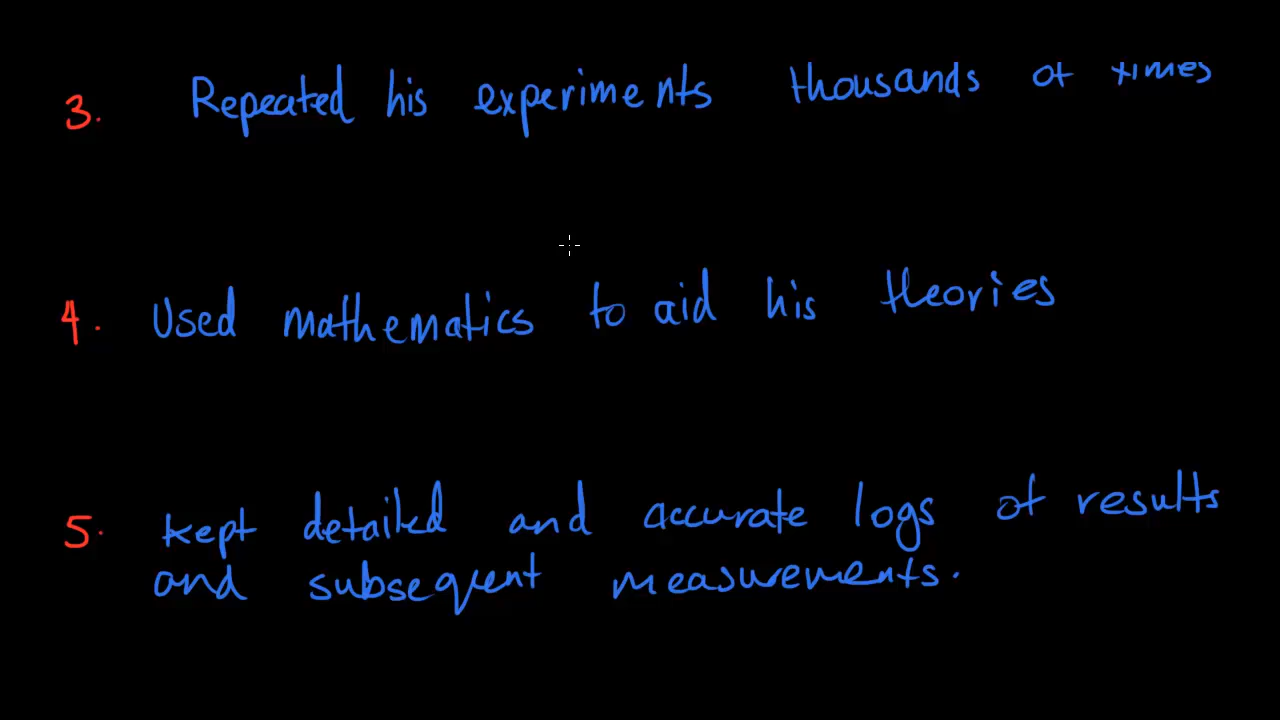 3. Repeated his experiments thousands of times
4. Used mathematics to aid his theories
5. kept detailed and accurate logs of results
and subsequent measurements.